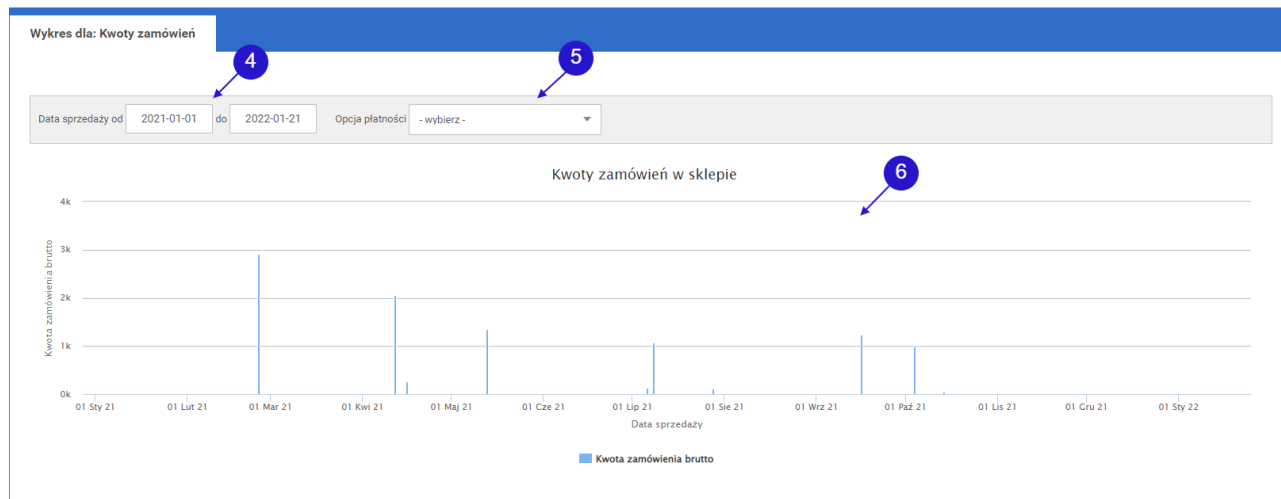 Wykres dla: Kwoty zamówień
4
5
Data sprzedaży od 2021-01-01 do 2022-01-21 Opcja płatności - wybierz -
Kwoty zamówień w sklepie
6
4k
3k
2k
1k
0k
Kwota zamówienia brutto
01 Sty 21 01 Lut 21 01 Mar 21 01 Kwi 21 01 Maj 21 01 Cze 21 01 Lip 21 01 Sie 21 01 Wrz 21 01 Paź 21 01 Lis 21 01 Gru 21 01 Sty 22
Data sprzedaży
Kwota zamówienia brutto